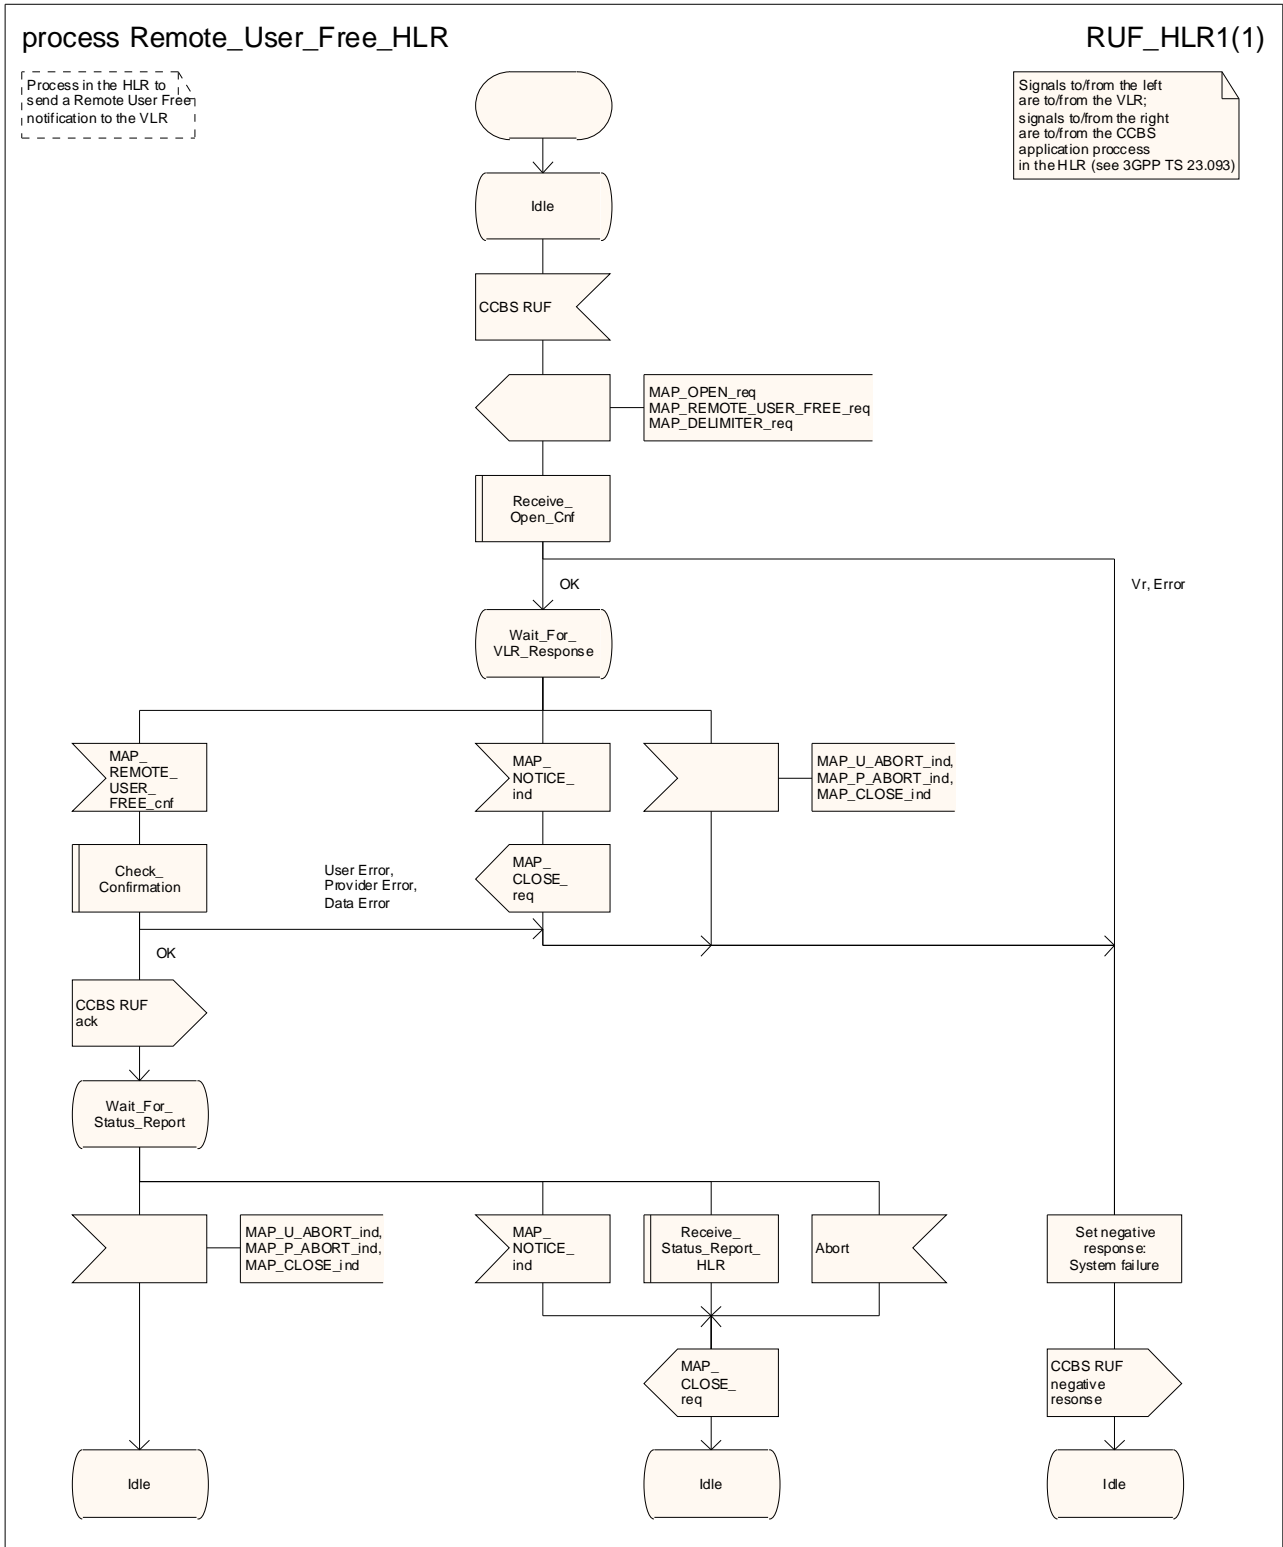 process Remote_User_Free_HLR
RUF_HLR1(1)
Process in the HLR to
send a Remote User Free
notification to the VLR
Signals to/from the left
are to/from the VLR;
signals to/from the right
are to/from the CCBS
application proccess
in the HLR (see 3GPP TS 23.093)
Idle
CCBS RUF
MAP_OPEN_req
MAP_REMOTE_USER_FREE_req
MAP_DELIMITER_req
Receive_
Open_Cnf
OK
Vr, Error
Wait_For_
VLR_Response
MAP_
REMOTE_
USER_
FREE_cnf
MAP_
NOTICE_
ind
MAP_U_ABORT_ind,
MAP_P_ABORT_ind,
MAP_CLOSE_ind
Check_
Confirmation
User Error,
Provider Error,
Data Error
MAP_
CLOSE_
req
OK
CCBS RUF
ack
Wait_For_
Status_Report
MAP_U_ABORT_ind,
MAP_P_ABORT_ind,
MAP_CLOSE_ind
MAP_
NOTICE_
ind
Receive_
Status_Report_
HLR
Abort
Set negative
response:
System failure
MAP_
CLOSE_
req
CCBS RUF
negative
resonse
Idle
Idle
Idle